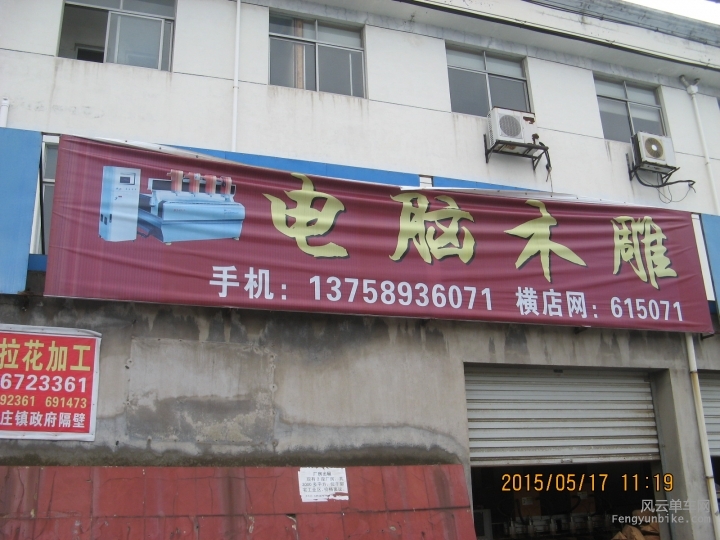 电脑木雕
手机：13758936071 横店网：615071
拉花加工
6723361
92361 691473
庄镇政府隔壁
2015/05/17 11:19
风云单车网
Fengyunbike.com